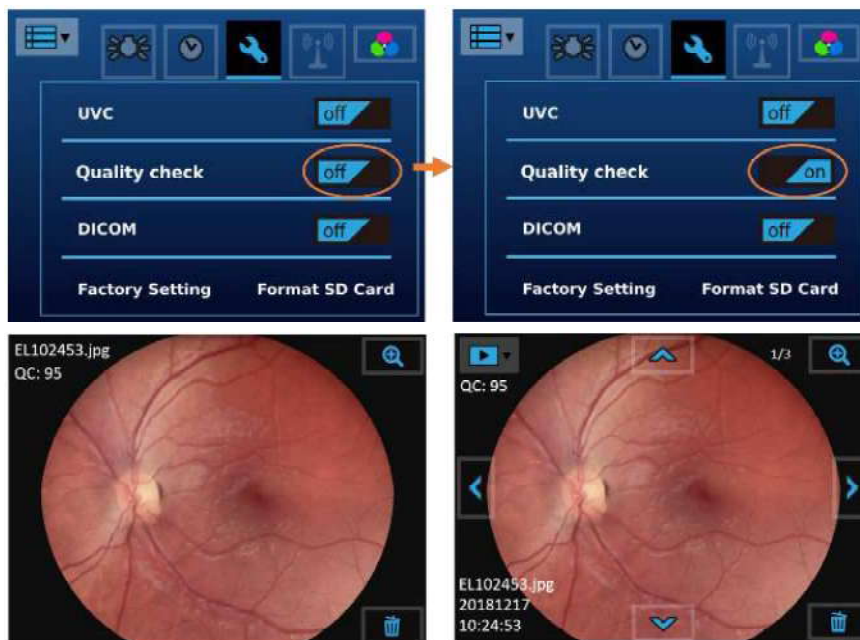 UVC off
Quality check off
DICOM off
Factory Setting Format SD Card
UVC off
Quality check on
DICOM off
Factory Setting Format SD Card
EL102453.jpg
QC: 95
1/3
QC: 95
EL102453.jpg
20181217
10:24:53